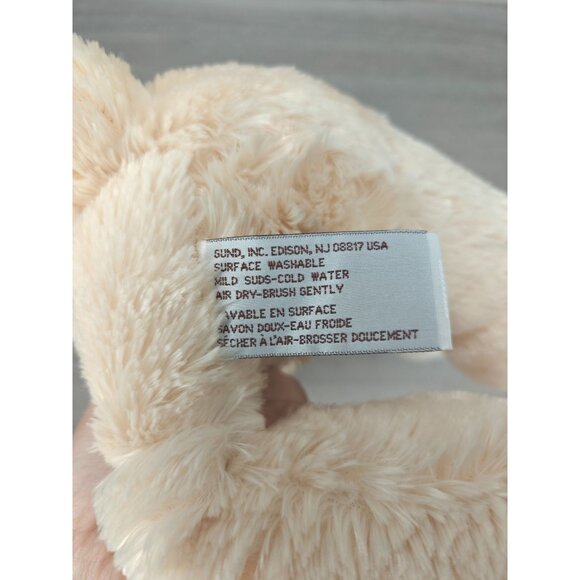 GUND, INC. EDISON, NJ 08817 USA
SURFACE WASHABLE
MILD SUDS-COLD WATER
AIR DRY-BRUSH GENTLY
LAVABLE EN SURFACE
SAVON DOUX-EAU FROIDE
SÉCHER À L'AIR-BROSSER DOUCEMENT